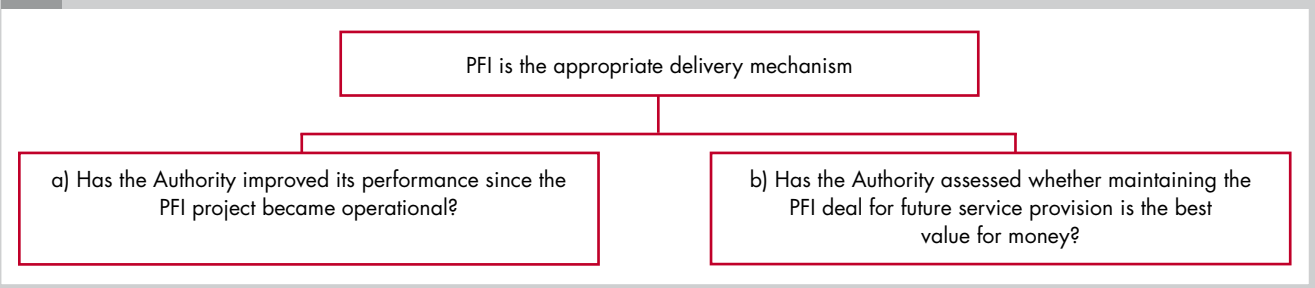 PFI is the appropriate delivery mechanism
a) Has the Authority improved its performance since the
PFI project became operational?
b) Has the Authority assessed whether maintaining the
PFI deal for future service provision is the best
value for money?